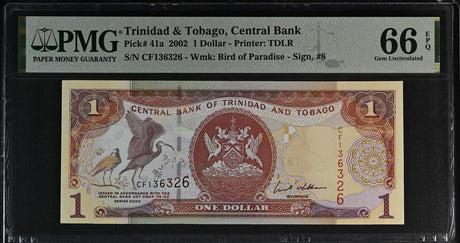 PMG
PAPER MONEY GUARANTY
Trinidad & Tobago, Central Bank
Pick# 41a 2002 1 Dollar - Printer: TDLR
S/N CF136326 - Wmk: Bird of Paradise - Sign. #8
66 EPQ
Gem Uncirculated
1
CENTRAL BANK OF TRINIDAD AND TOBAGO
1
CF136326
CF136326
ISSUED IN ACCORDANCE WITH THE
CENTRAL BANK ACT CHAP. 79:02
SERIES 2002
GOVERNOR
1
ONE DOLLAR
1